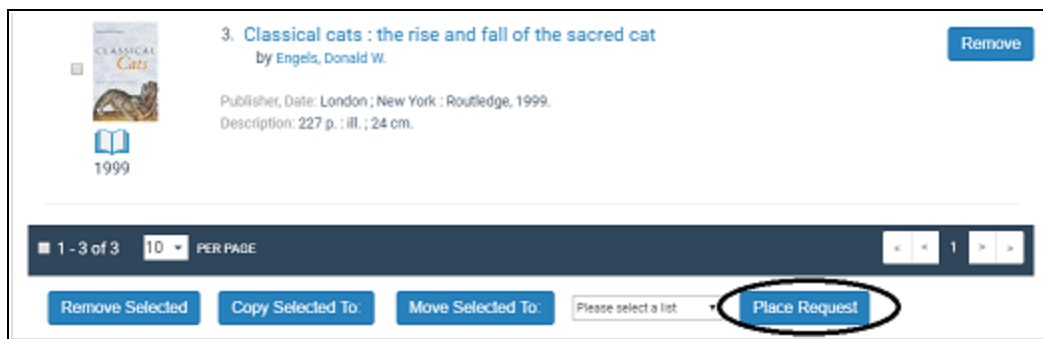 3. Classical cats : the rise and fall of the sacred cat
Remove
by Engels, Donald W.
CLASSICAL
Cats
Publisher, Date: London ; New York : Routledge, 1999.
Description: 227 p. : ill. ; 24 cm.
1999
1 - 3 of 3 10 PER PAGE « < 1 > »
Remove Selected Copy Selected To: Move Selected To: Please select a list Place Request